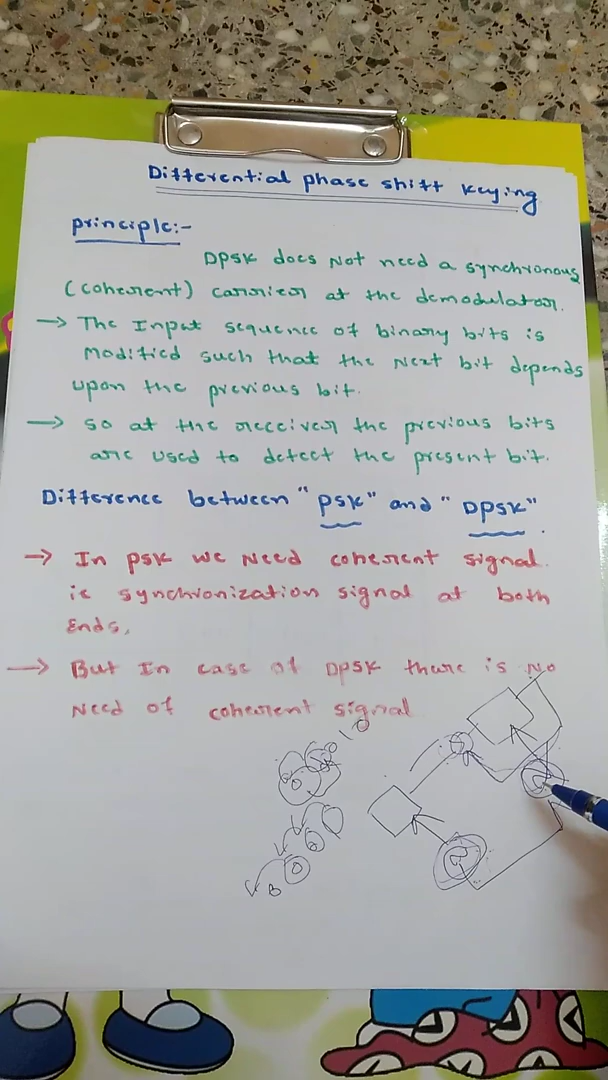 Differential phase shift keying
principle:-
DPSK does Not need a synchronous
(coherent) carrier at the demodulator.
→ The Input sequence of binary bits is
Modified such that the Next bit depends
upon the previous bit.
→ so at the receiver the previous bits
are used to detect the present bit.
Difference between "PSK" and "DPSK".
→ In PSK we Need coherent signal.
ie synchronization signal at both
Ends,
→ But In case of DPSK there is No
Need of coherent signal